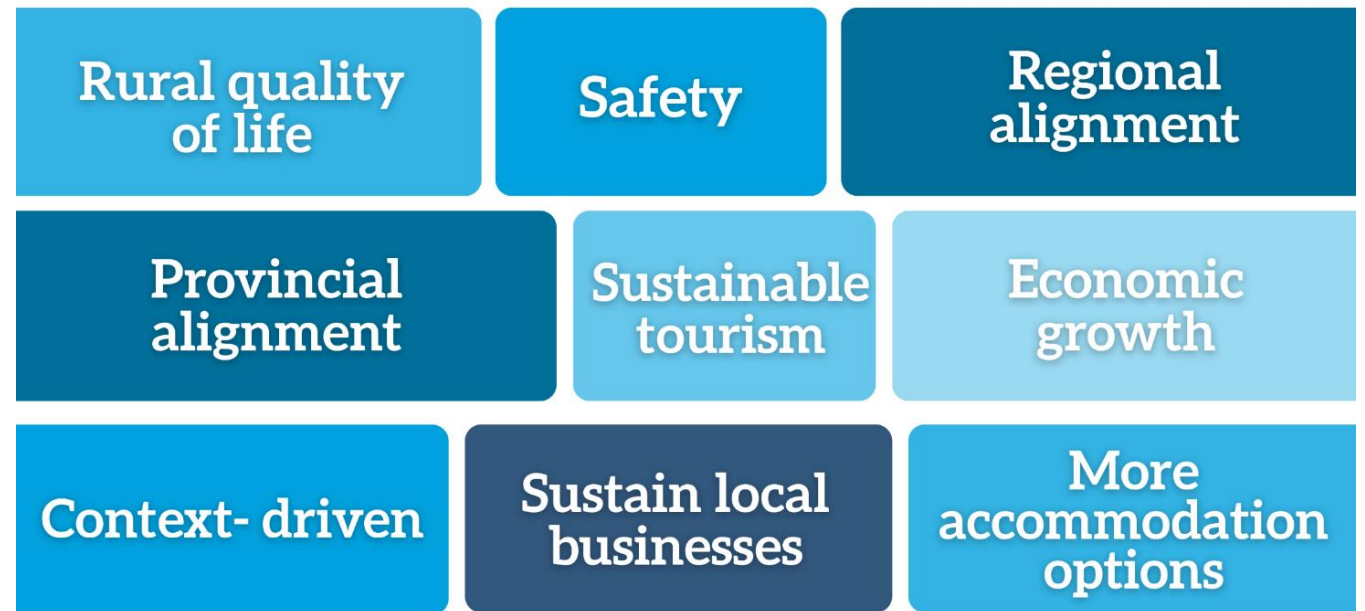 Rural quality
of life
Safety
Regional
alignment
Provincial
alignment
Sustainable
tourism
Economic
growth
Context- driven
Sustain local
businesses
More
accommodation
options